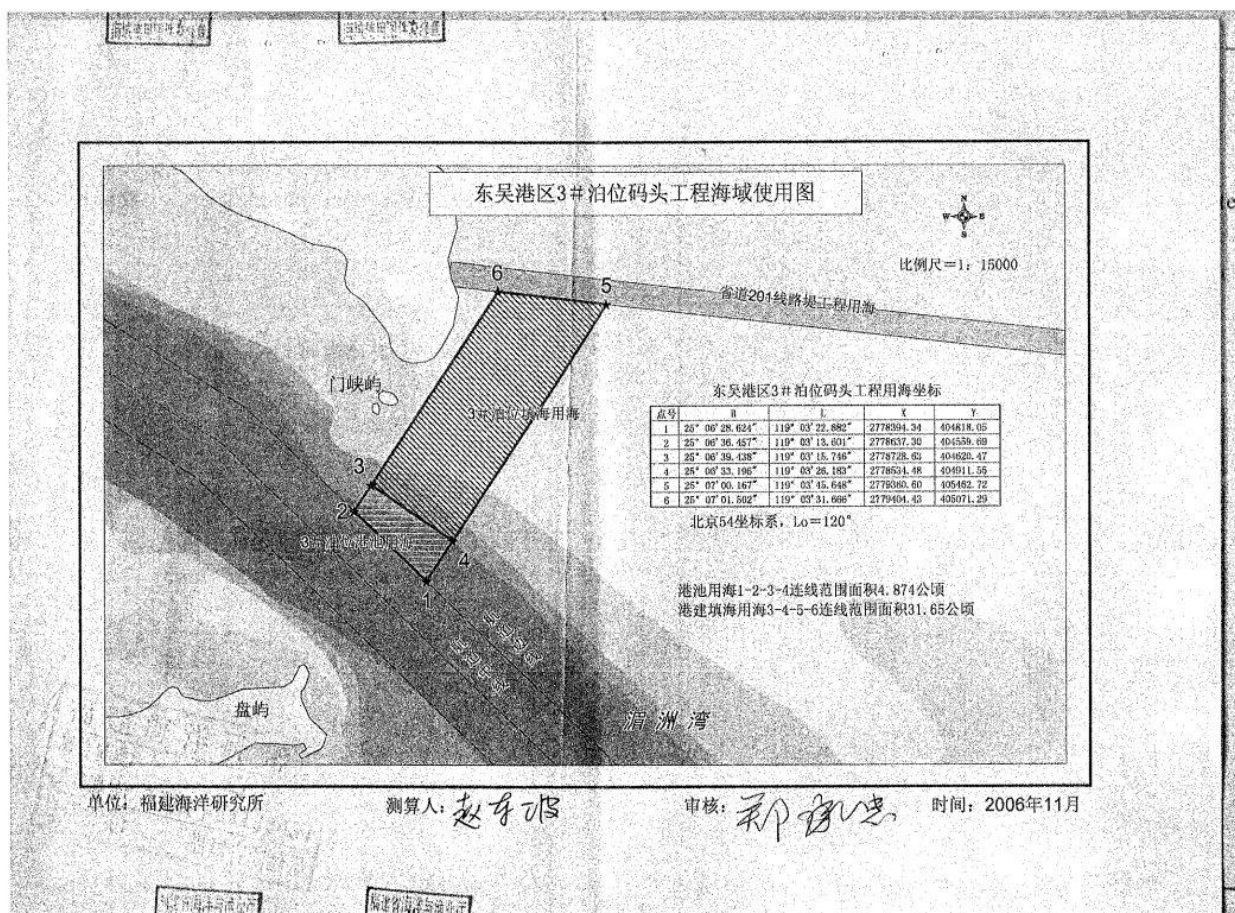 东吴港区3#泊位码头工程海域使用图
N
W E
S
比例尺=1：15000
6
5
省道201线路堤工程用海
门峡屿
3#泊位填海用海
东吴港区3#泊位码头工程用海坐标
点号 B L X Y
1 25° 06′28.624″ 119° 03′22.882″ 2778394.34 404818.05
2 25° 06′36.457″ 119° 03′13.601″ 2778637.30 404559.69
3 25° 06′39.438″ 119° 03′15.746″ 2778728.63 404620.47
4 25° 06′33.196″ 119° 03′26.183″ 2778534.48 404911.55
5 25° 07′00.167″ 119° 03′45.648″ 2779360.60 405462.72
6 25° 07′01.502″ 119° 03′31.666″ 2779404.43 405071.29
北京54坐标系，Lo=120°
3
2
3#泊位港池用海
4
1
港池用海1-2-3-4连线范围面积4.874公顷
港建填海用海3-4-5-6连线范围面积31.65公顷
盘屿
湄洲湾
单位：福建海洋研究所 测算人：赵东波 审核：郑承忠 时间：2006年11月